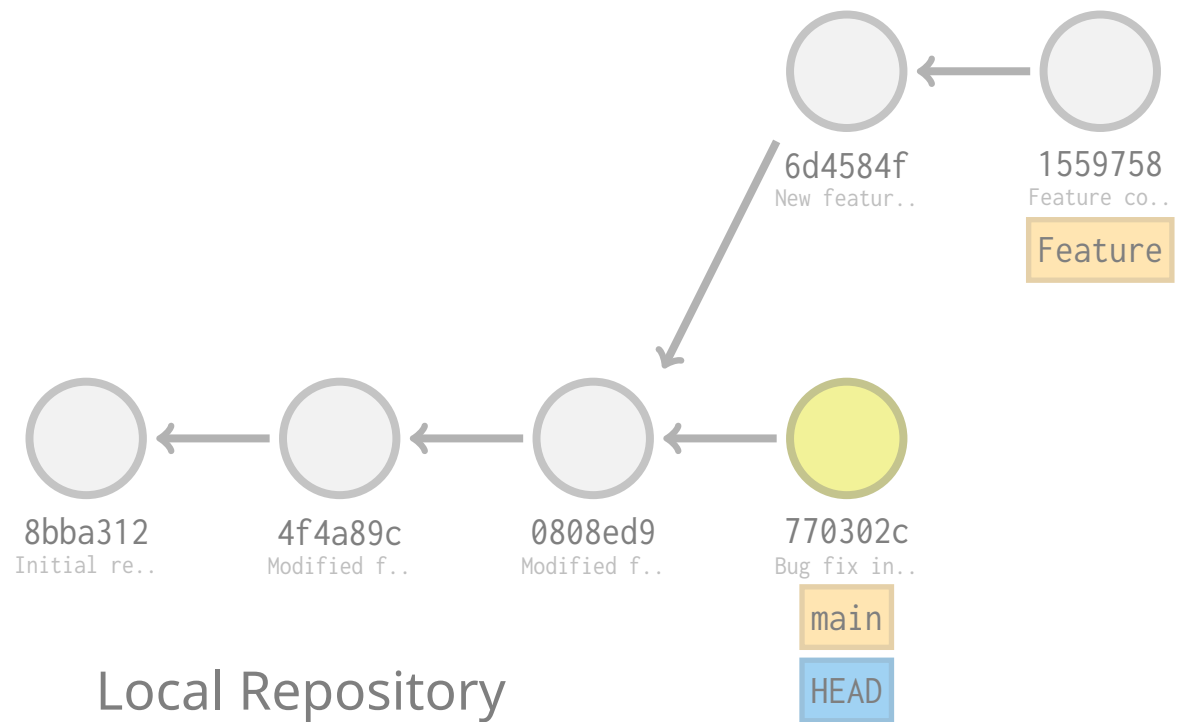 6d4584f
New featur..
1559758
Feature co..
Feature
8bba312
Initial re..
4f4a89c
Modified f..
0808ed9
Modified f..
770302c
Bug fix in..
main
HEAD
Local Repository